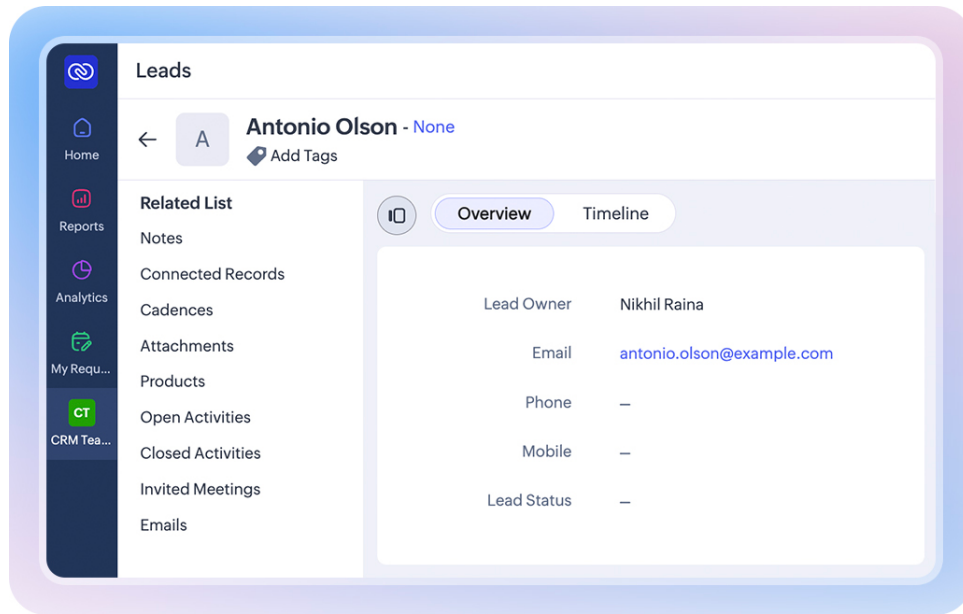 Leads
Antonio Olson - None
A
Add Tags
Home
Reports
Analytics
My Requ...
CT
CRM Tea...
Related List
Notes
Connected Records
Cadences
Attachments
Products
Open Activities
Closed Activities
Invited Meetings
Emails
Overview
Timeline
Lead Owner Nikhil Raina
Email antonio.olson@example.com
Phone –
Mobile –
Lead Status –